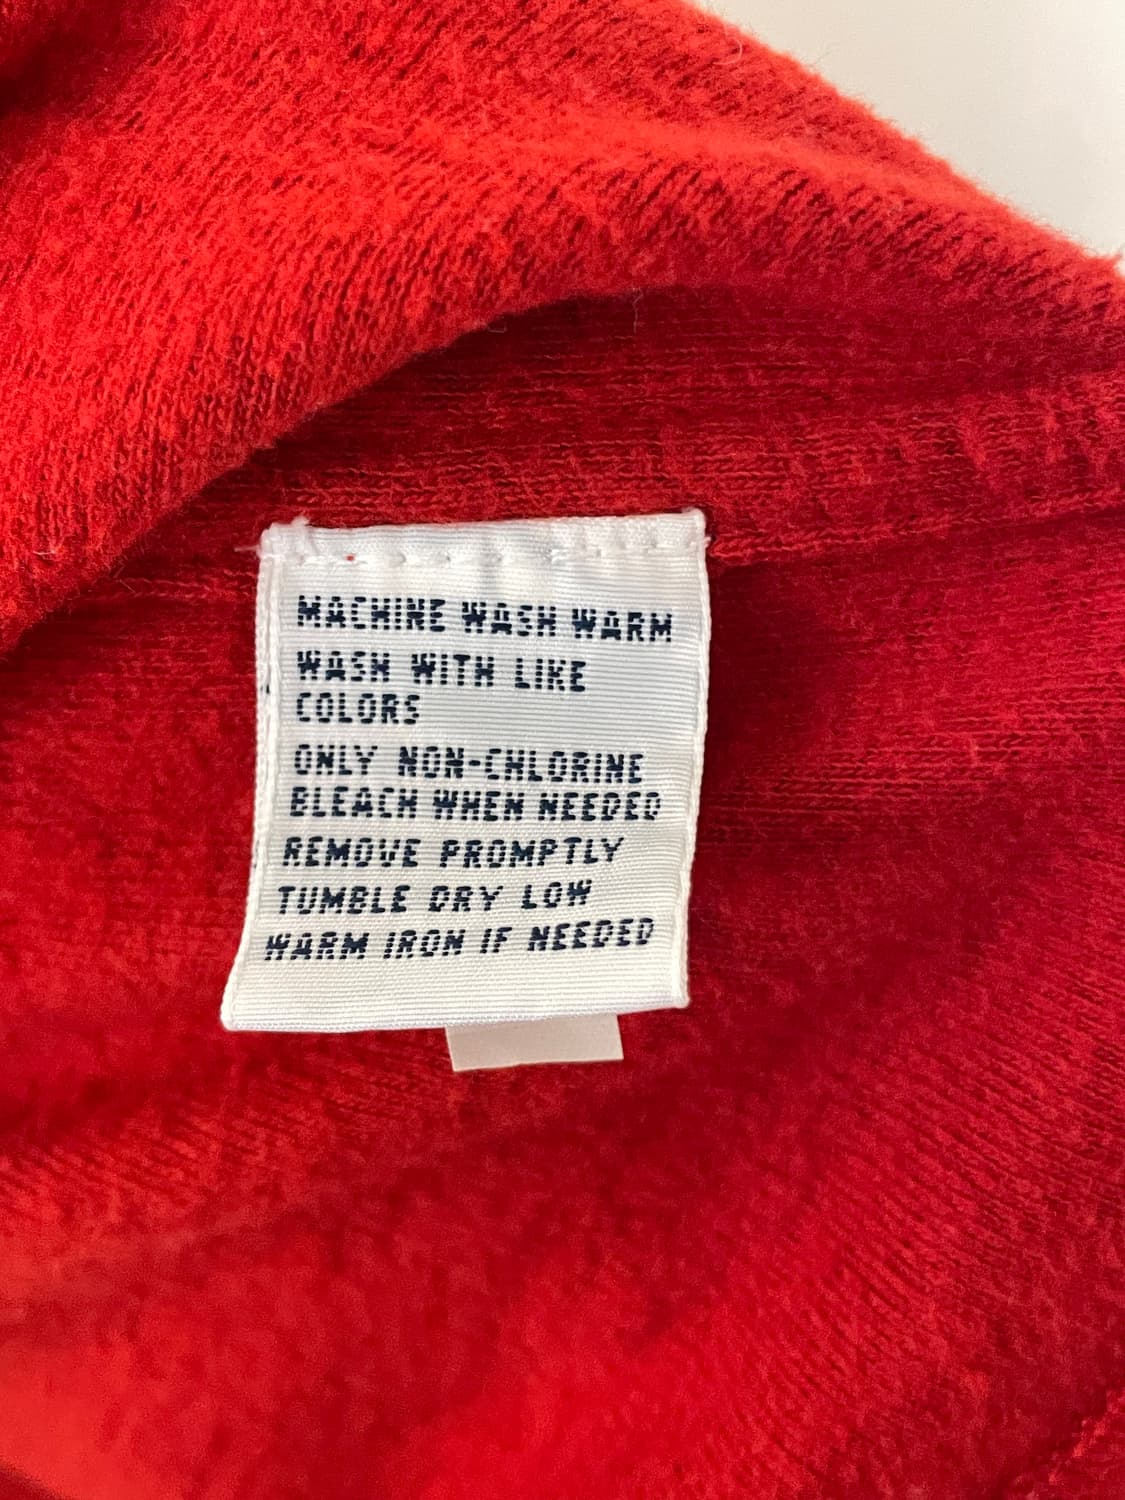 MACHINE WASH WARM
WASH WITH LIKE
COLORS
ONLY NON-CHLORINE
BLEACH WHEN NEEDED
REMOVE PROMPTLY
TUMBLE DRY LOW
WARM IRON IF NEEDED